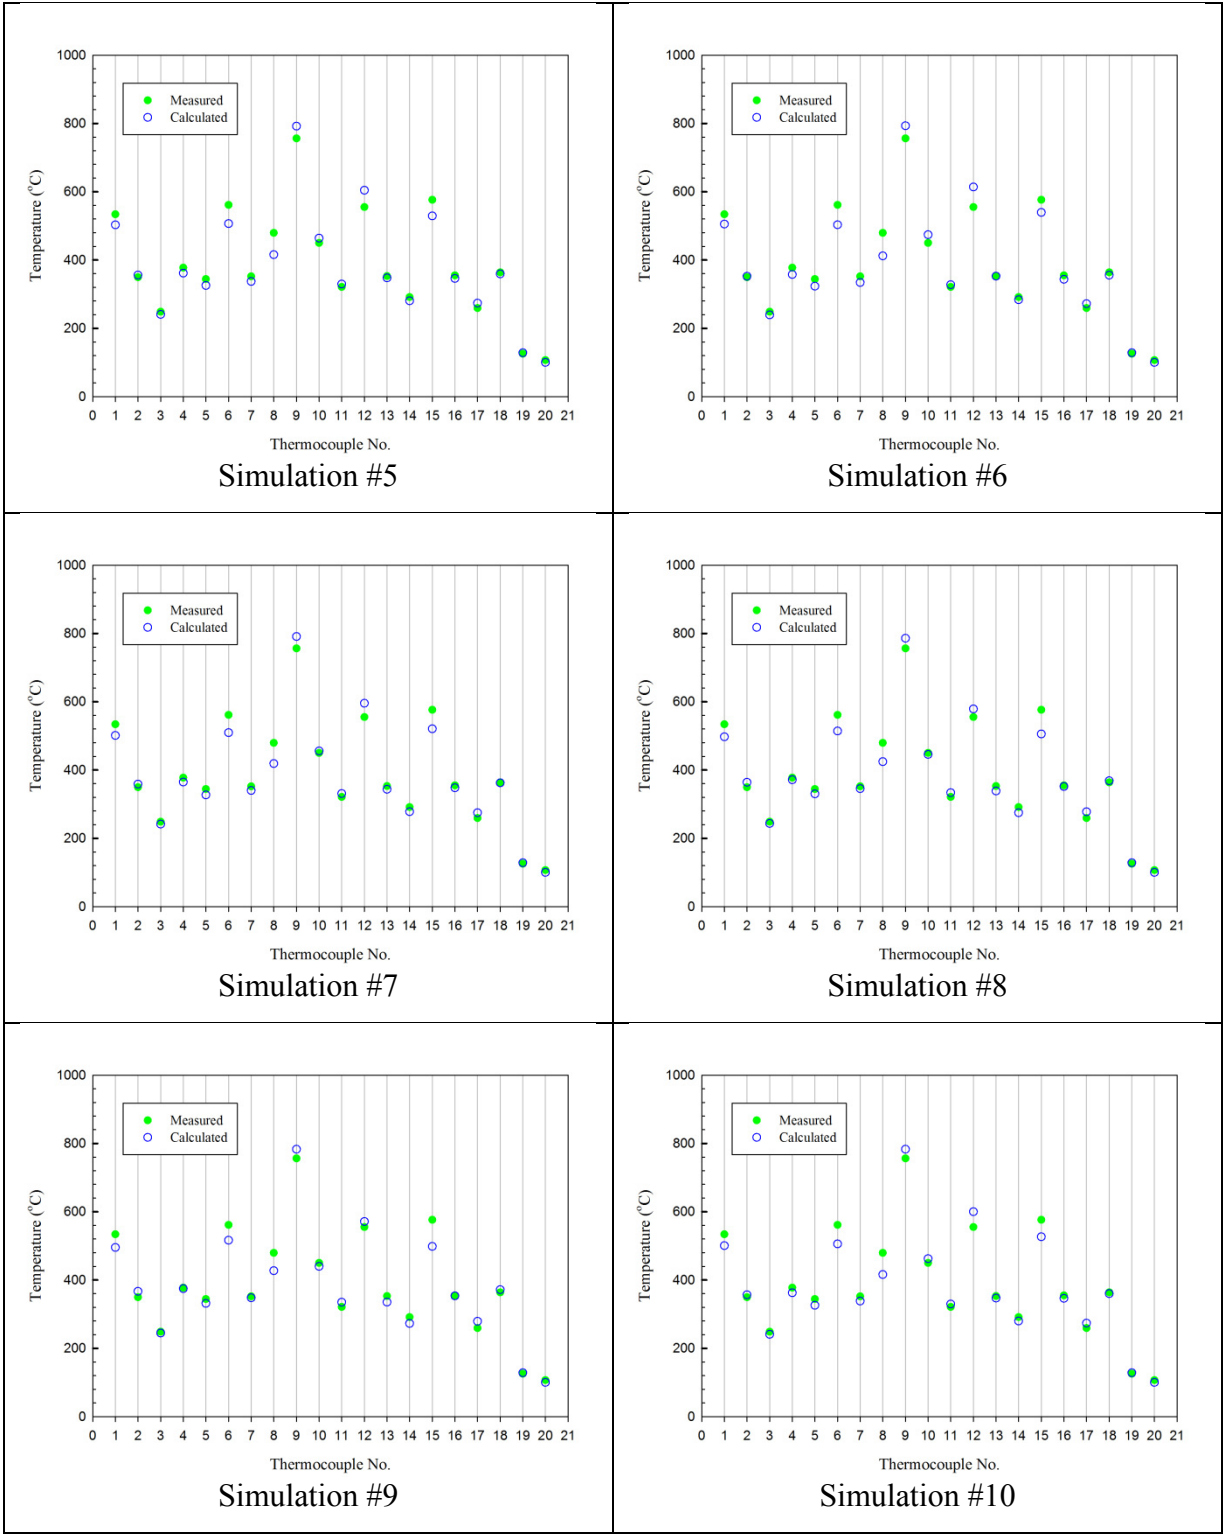 1000
800
600
400
200
0
Temperature (°C)
Measured
Calculated
0 1 2 3 4 5 6 7 8 9 10 11 12 13 14 15 16 17 18 19 20 21
Thermocouple No.
Simulation #5
1000
800
600
400
200
0
Temperature (°C)
Measured
Calculated
0 1 2 3 4 5 6 7 8 9 10 11 12 13 14 15 16 17 18 19 20 21
Thermocouple No.
Simulation #6
1000
800
600
400
200
0
Temperature (°C)
Measured
Calculated
0 1 2 3 4 5 6 7 8 9 10 11 12 13 14 15 16 17 18 19 20 21
Thermocouple No.
Simulation #7
1000
800
600
400
200
0
Temperature (°C)
Measured
Calculated
0 1 2 3 4 5 6 7 8 9 10 11 12 13 14 15 16 17 18 19 20 21
Thermocouple No.
Simulation #8
1000
800
600
400
200
0
Temperature (°C)
Measured
Calculated
0 1 2 3 4 5 6 7 8 9 10 11 12 13 14 15 16 17 18 19 20 21
Thermocouple No.
Simulation #9
1000
800
600
400
200
0
Temperature (°C)
Measured
Calculated
0 1 2 3 4 5 6 7 8 9 10 11 12 13 14 15 16 17 18 19 20 21
Thermocouple No.
Simulation #10